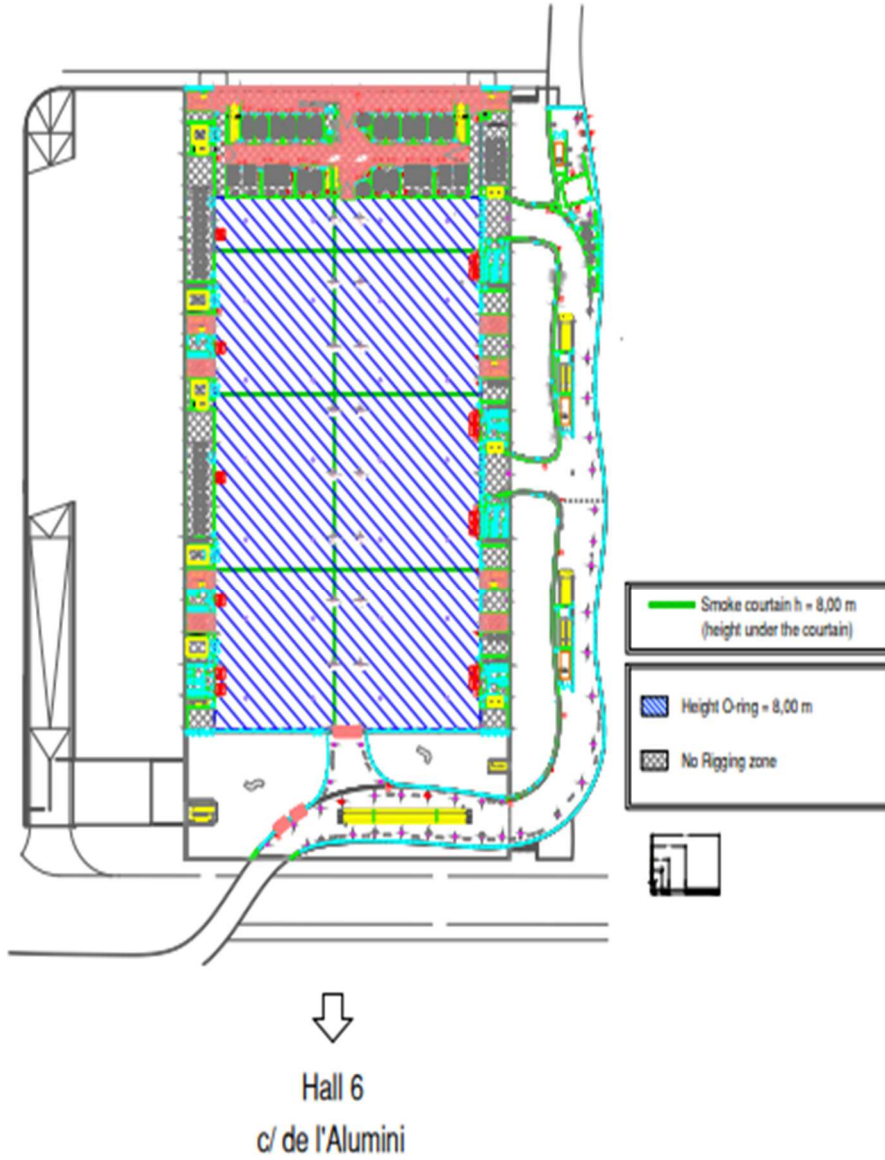 Smoke courtain h = 8,00 m
(height under the courtain)
Height O-ring = 8,00 m
No Rigging zone
Hall 6
c/ de l'Alumini